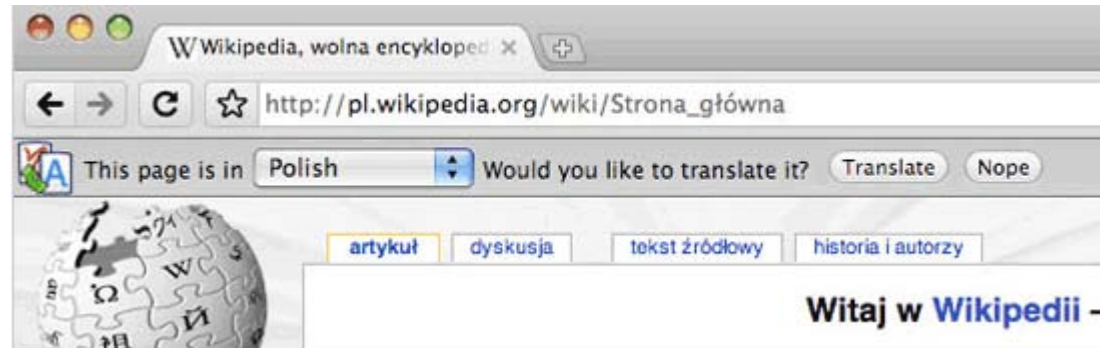 Wikipedia, wolna encykloped
http://pl.wikipedia.org/wiki/Strona_główna
This page is in Polish Would you like to translate it? Translate Nope
artykuł dyskusja tekst źródłowy historia i autorzy
Witaj w Wikipedii –